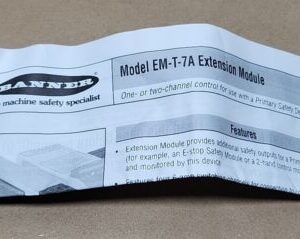 BANNER
machine safety specialist
Model EM-T-7A Extension Module
One- or two-channel control for use with a Primary Safety
Features
• Extension Module provides additional safety outputs for a
(for example, an E-stop Safety Module or a 2-hand control
and monitored by this device